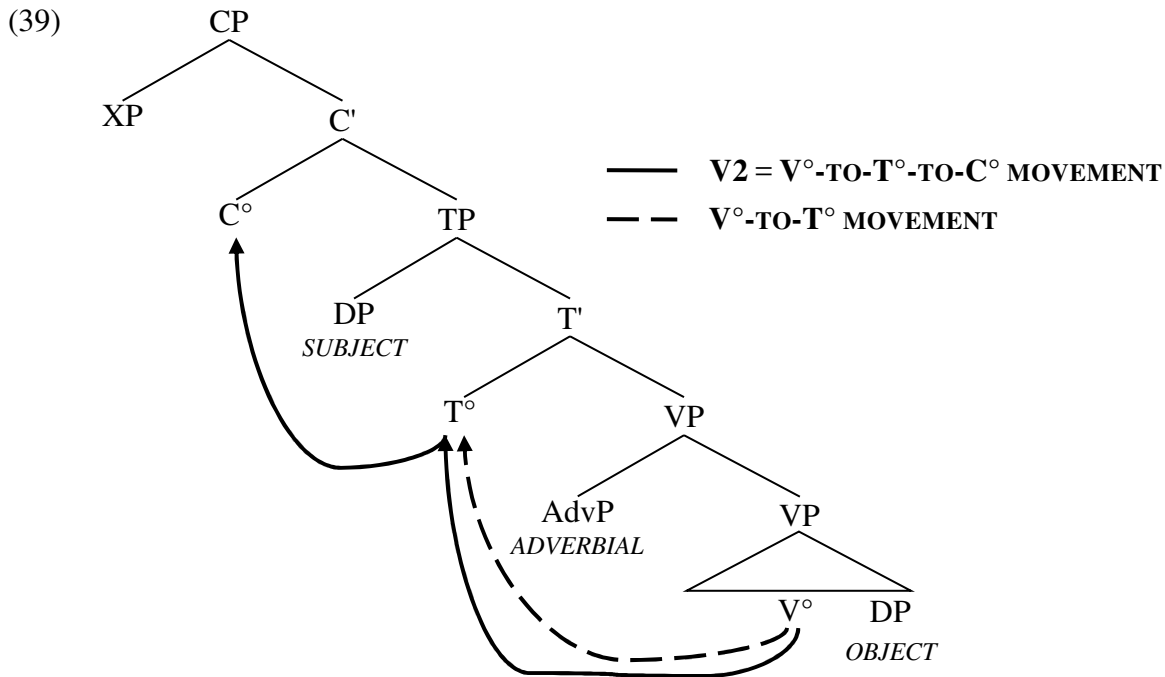 (39)
CP
XP
C'
V2 = V°-TO-T°-TO-C° MOVEMENT
C°
TP
V°-TO-T° MOVEMENT
DP
T'
SUBJECT
T°
VP
AdvP
VP
ADVERBIAL
V° DP
OBJECT